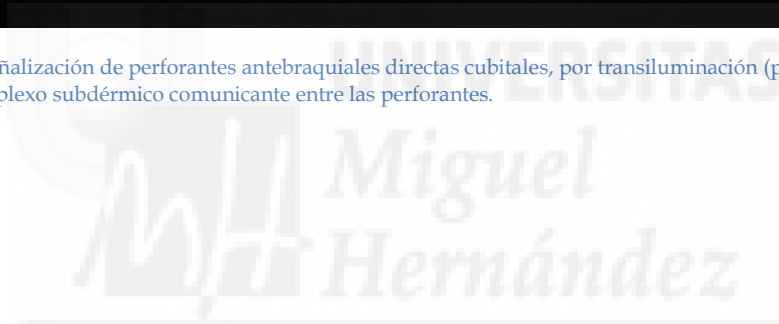 ñalización de perforantes antebraquiales directas cubitales, por transiluminación (p
plexo subdérmico comunicante entre las perforantes.
UNIVERSITAS
Miguel
Hernández